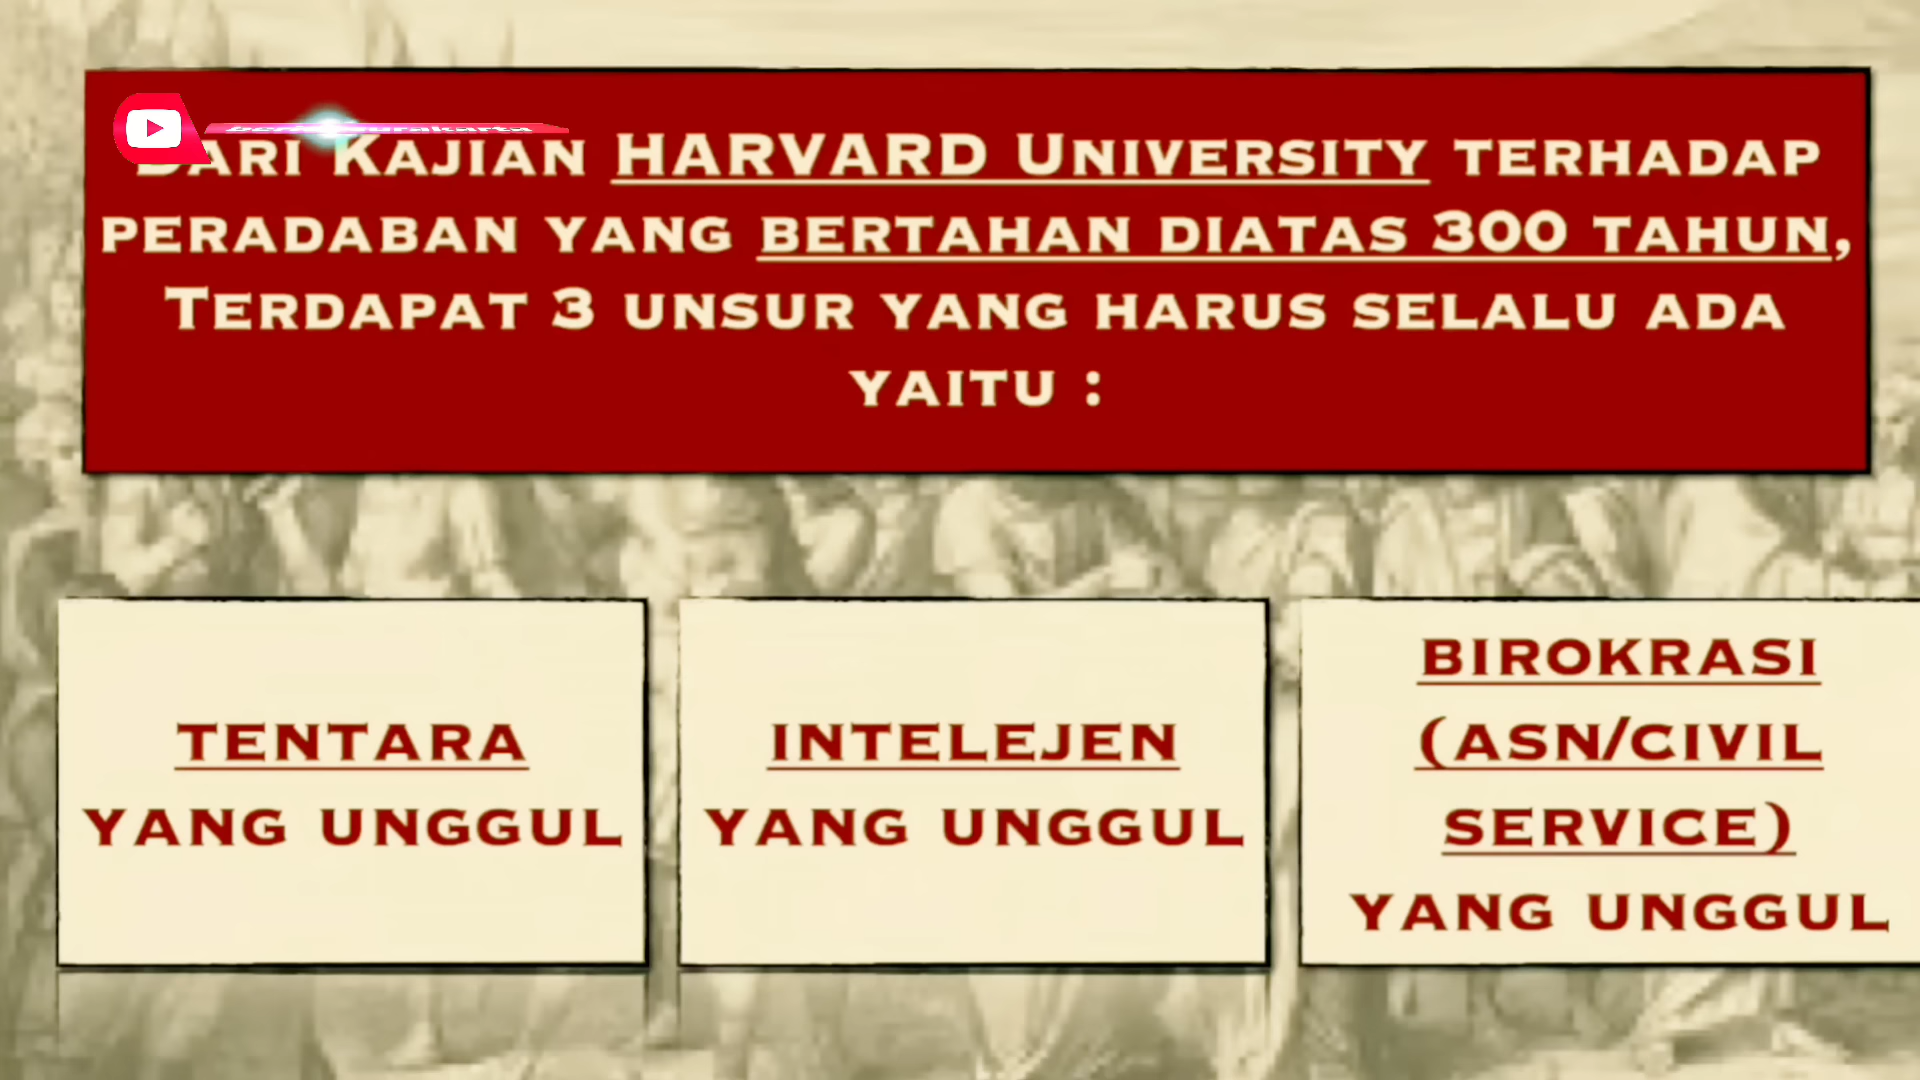 DARI KAJIAN HARVARD UNIVERSITY TERHADAP
PERADABAN YANG BERTAHAN DIATAS 300 TAHUN,
TERDAPAT 3 UNSUR YANG HARUS SELALU ADA
YAITU :
TENTARA
YANG UNGGUL
INTELEJEN
YANG UNGGUL
BIROKRASI
(ASN/CIVIL
SERVICE)
YANG UNGGUL